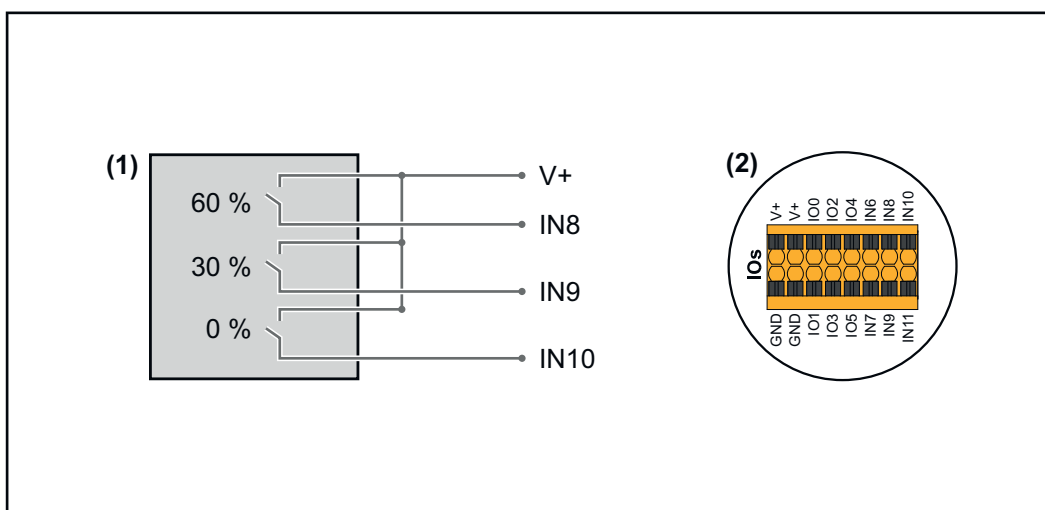 (1)
60 %
30 %
0 %
V+
IN8
IN9
IN10
(2)
IOs
V+ V+ IO0 IO2 IO4 IN6 IN8 IN10
GND GND IO1 IO3 IO5 IN7 IN9 IN11